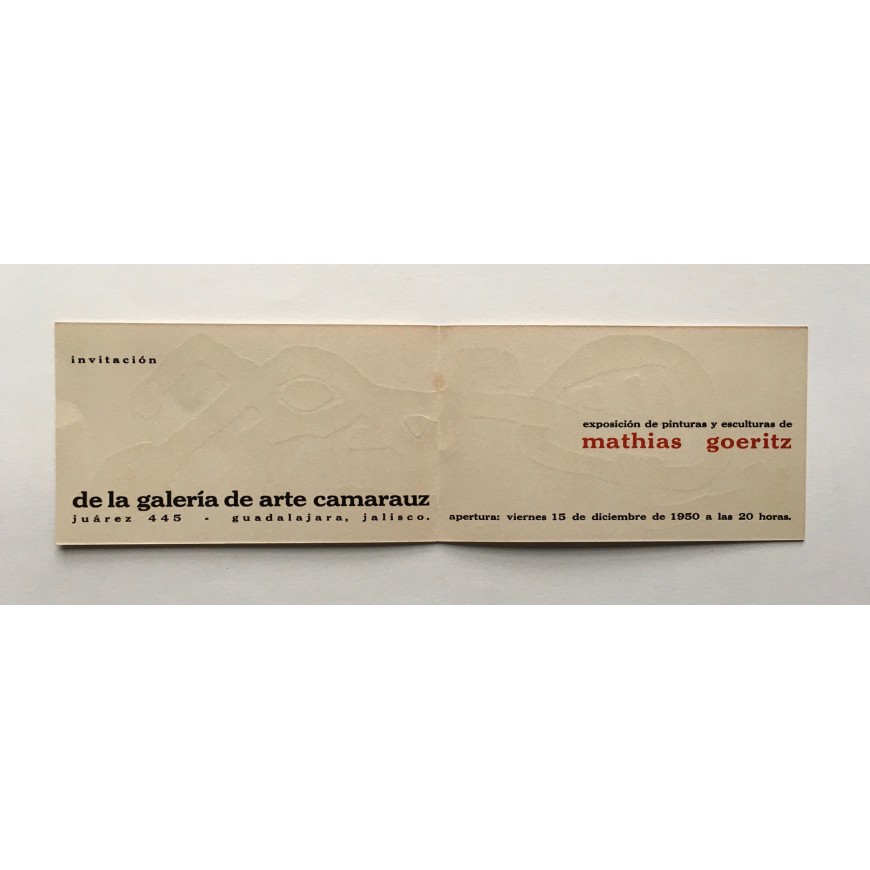 invitación
de la galería de arte camarauz
juárez 445 - guadalajara, jalisco.
exposición de pinturas y esculturas de
mathias goeritz
apertura: viernes 15 de diciembre de 1950 a las 20 horas.